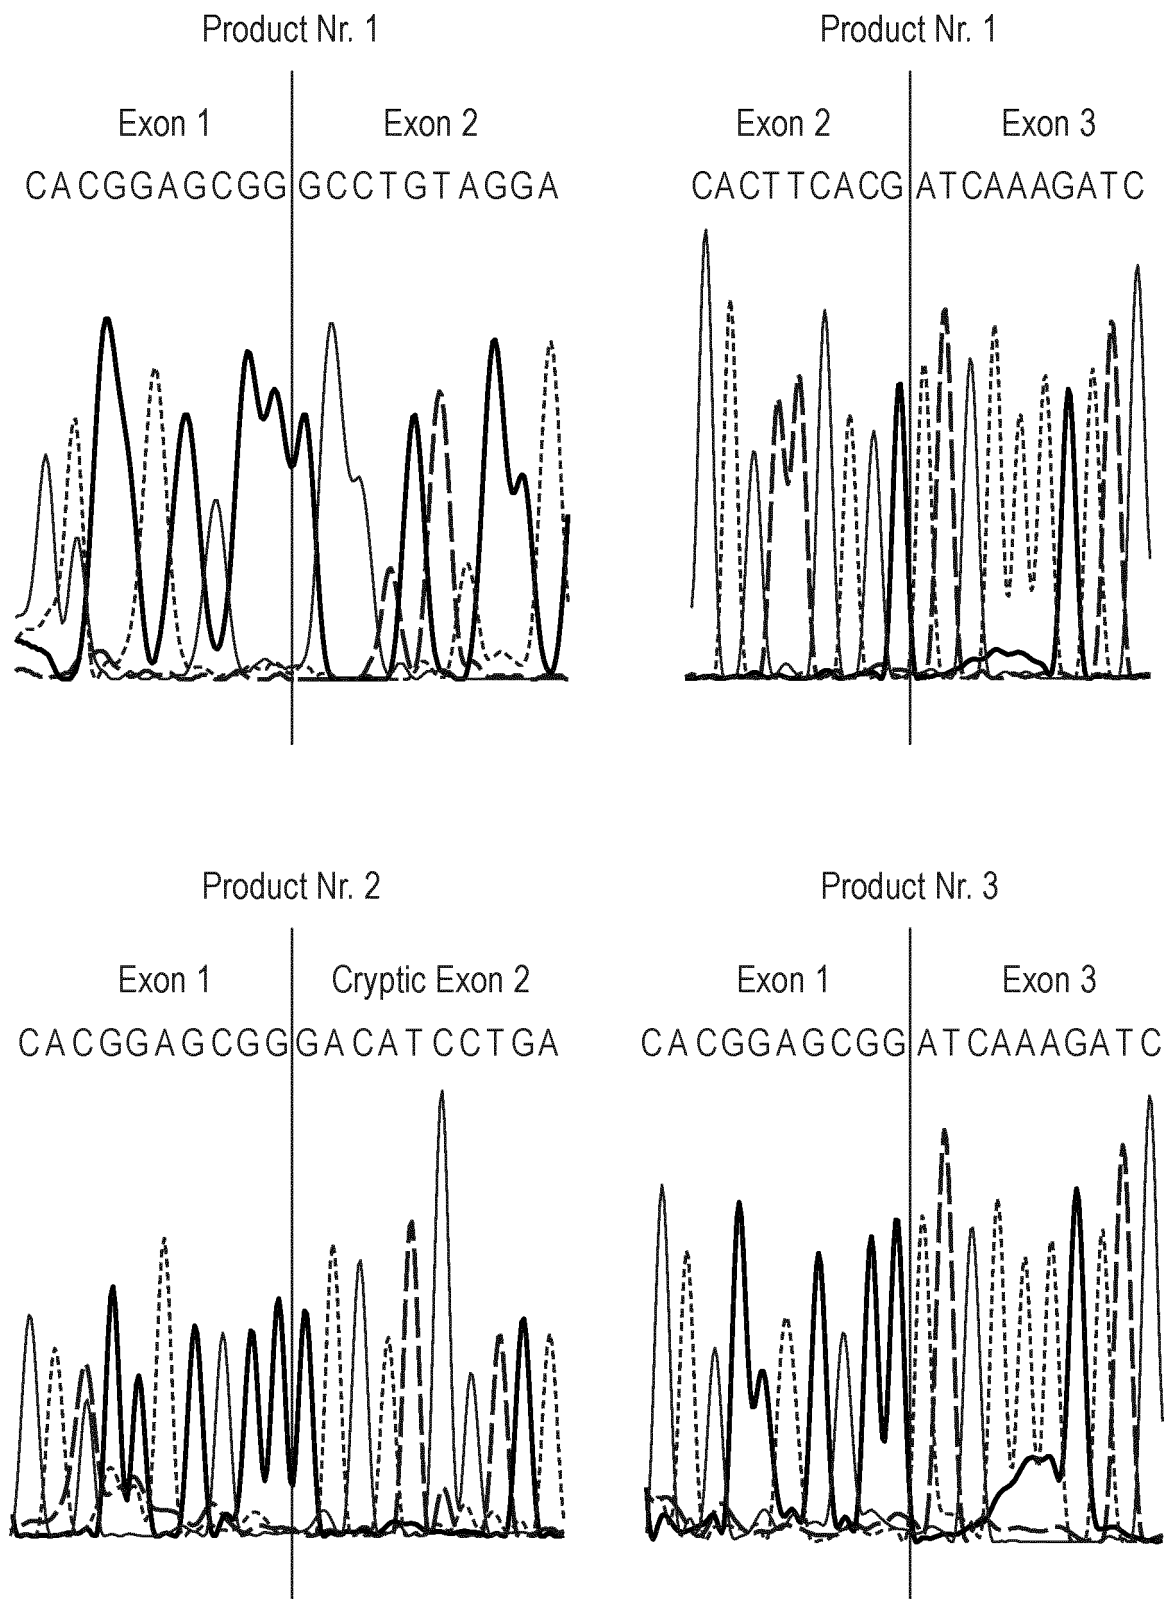 Product Nr. 1
Exon 1 Exon 2
CACGGAGCGG GCCTGTAGGA
Product Nr. 1
Exon 2 Exon 3
CACTTCACG ATCAAAGATC
Product Nr. 2
Exon 1 Cryptic Exon 2
CACGGAGCGG GACATCCTGA
Product Nr. 3
Exon 1 Exon 3
CACGGAGCGG ATCAAAGATC